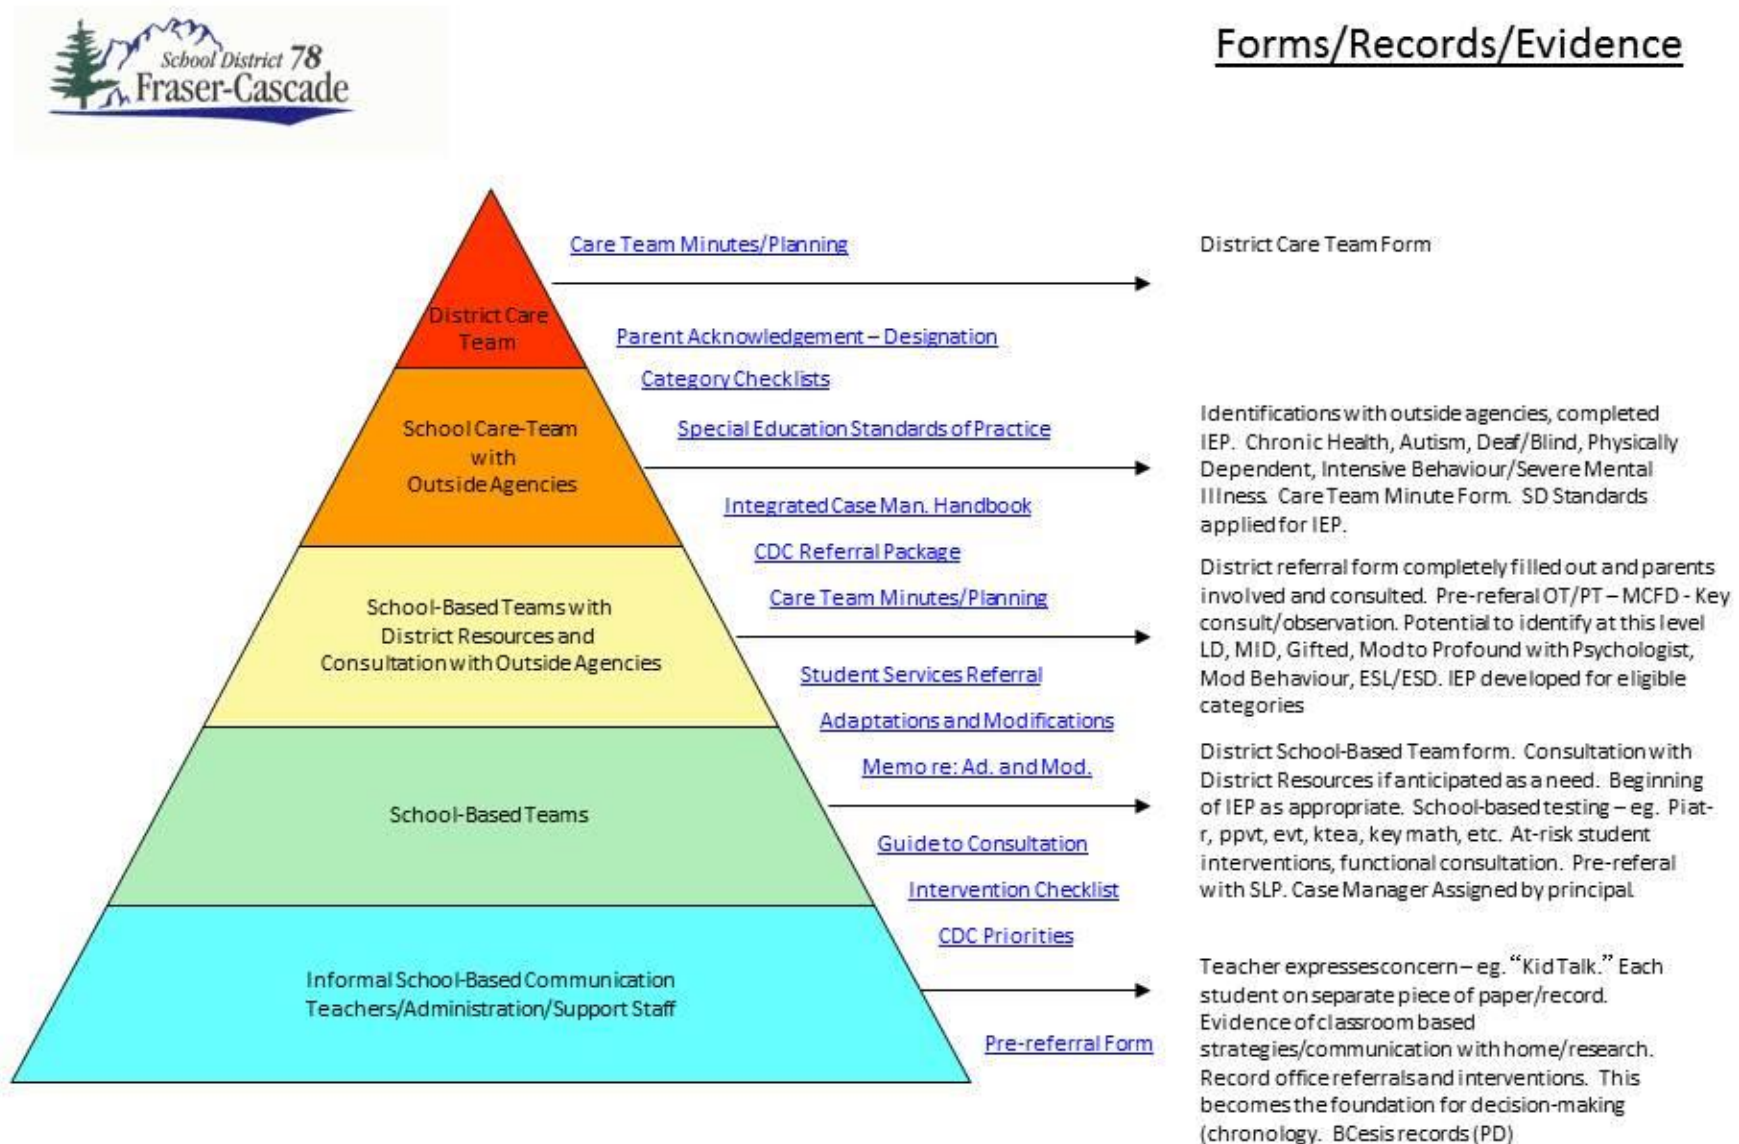 School District 78
Fraser-Cascade
Forms/Records/Evidence
Care Team Minutes/Planning
District Care Team Form
District Care
Team
Parent Acknowledgement – Designation
Category Checklists
School Care-Team
with
Outside Agencies
Special Education Standards of Practice
Identifications with outside agencies, completed
IEP. Chronic Health, Autism, Deaf/Blind, Physically
Dependent, Intensive Behaviour/Severe Mental
Illness. Care Team Minute Form. SD Standards
applied for IEP.
Integrated Case Man. Handbook
CDC Referral Package
Care Team Minutes/Planning
School-Based Teams with
District Resources and
Consultation with Outside Agencies
District referral form completely filled out and parents
involved and consulted. Pre-referal OT/PT – MCFD - Key
consult/observation. Potential to identify at this level
LD, MID, Gifted, Mod to Profound with Psychologist,
Mod Behaviour, ESL/ESD. IEP developed for eligible
categories
Student Services Referral
Adaptations and Modifications
Memo re: Ad. and Mod.
School-Based Teams
District School-Based Team form. Consultation with
District Resources if anticipated as a need. Beginning
of IEP as appropriate. School-based testing – eg. Piat-
r, ppvt, evt, ktea, key math, etc. At-risk student
interventions, functional consultation. Pre-referal
with SLP. Case Manager Assigned by principal.
Guide to Consultation
Intervention Checklist
CDC Priorities
Informal School-Based Communication
Teachers/Administration/Support Staff
Teacher expresses concern – eg. “Kid Talk.” Each
student on separate piece of paper/record.
Evidence of classroom based
strategies/communication with home/research.
Record office referrals and interventions. This
becomes the foundation for decision-making
(chronology. BCesis records (PD)
Pre-referral Form